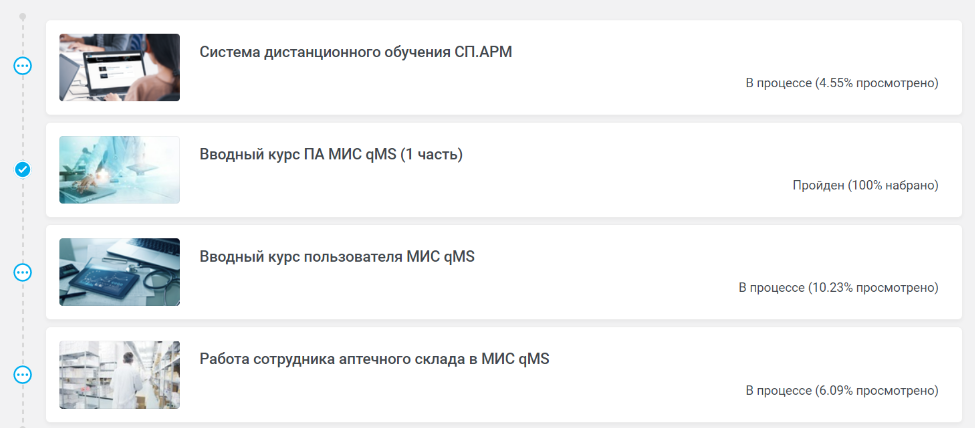 Система дистанционного обучения СП.АРМ
В процессе (4.55% просмотрено)
Вводный курс ПА МИС qMS (1 часть)
Пройден (100% набрано)
Вводный курс пользователя МИС qMS
В процессе (10.23% просмотрено)
Работа сотрудника аптечного склада в МИС qMS
В процессе (6.09% просмотрено)